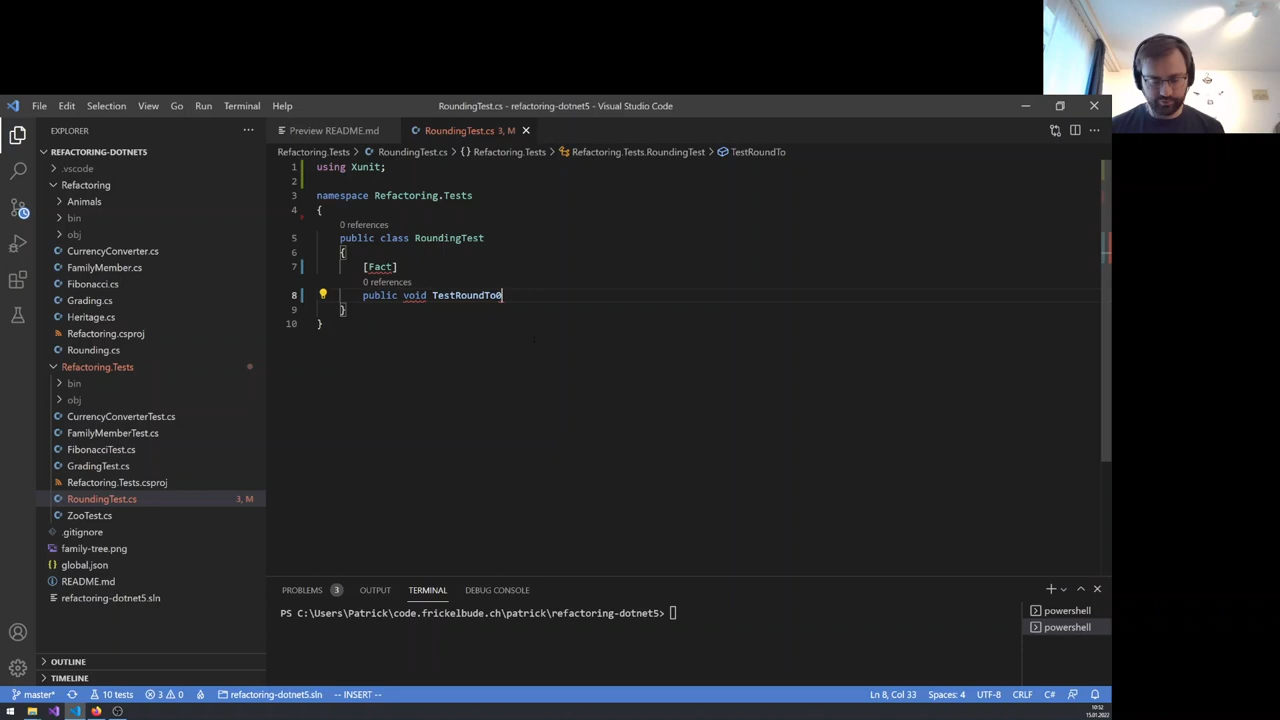 File Edit Selection View Go Run Terminal Help
RoundingTest.cs - refactoring-dotnet5 - Visual Studio Code
EXPLORER
REFACTORING-DOTNET5
.vscode
Refactoring
Animals
bin
obj
CurrencyConverter.cs
FamilyMember.cs
Fibonacci.cs
Grading.cs
Heritage.cs
Refactoring.csproj
Rounding.cs
Refactoring.Tests
bin
obj
CurrencyConverterTest.cs
FamilyMemberTest.cs
FibonacciTest.cs
GradingTest.cs
Refactoring.Tests.csproj
RoundingTest.cs 3, M
ZooTest.cs
.gitignore
family-tree.png
global.json
README.md
refactoring-dotnet5.sln
OUTLINE
TIMELINE
Preview README.md
RoundingTest.cs 3, M
Refactoring.Tests > RoundingTest.cs > {} Refactoring.Tests > Refactoring.Tests.RoundingTest > TestRoundTo
1 using Xunit;
2
3 namespace Refactoring.Tests
4 {
0 references
5 public class RoundingTest
6 {
7 [Fact]
0 references
8 public void TestRoundTo0
9 }
10 }
PROBLEMS 3 OUTPUT TERMINAL DEBUG CONSOLE
PS C:\Users\Patrick\code.frickelbude.ch\patrick\refactoring-dotnet5>
powershell
powershell
master* 10 tests 3 0 refactoring-dotnet5.sln -- INSERT --
Ln 8, Col 33 Spaces: 4 UTF-8 CRLF C#
10:52
15.01.2022